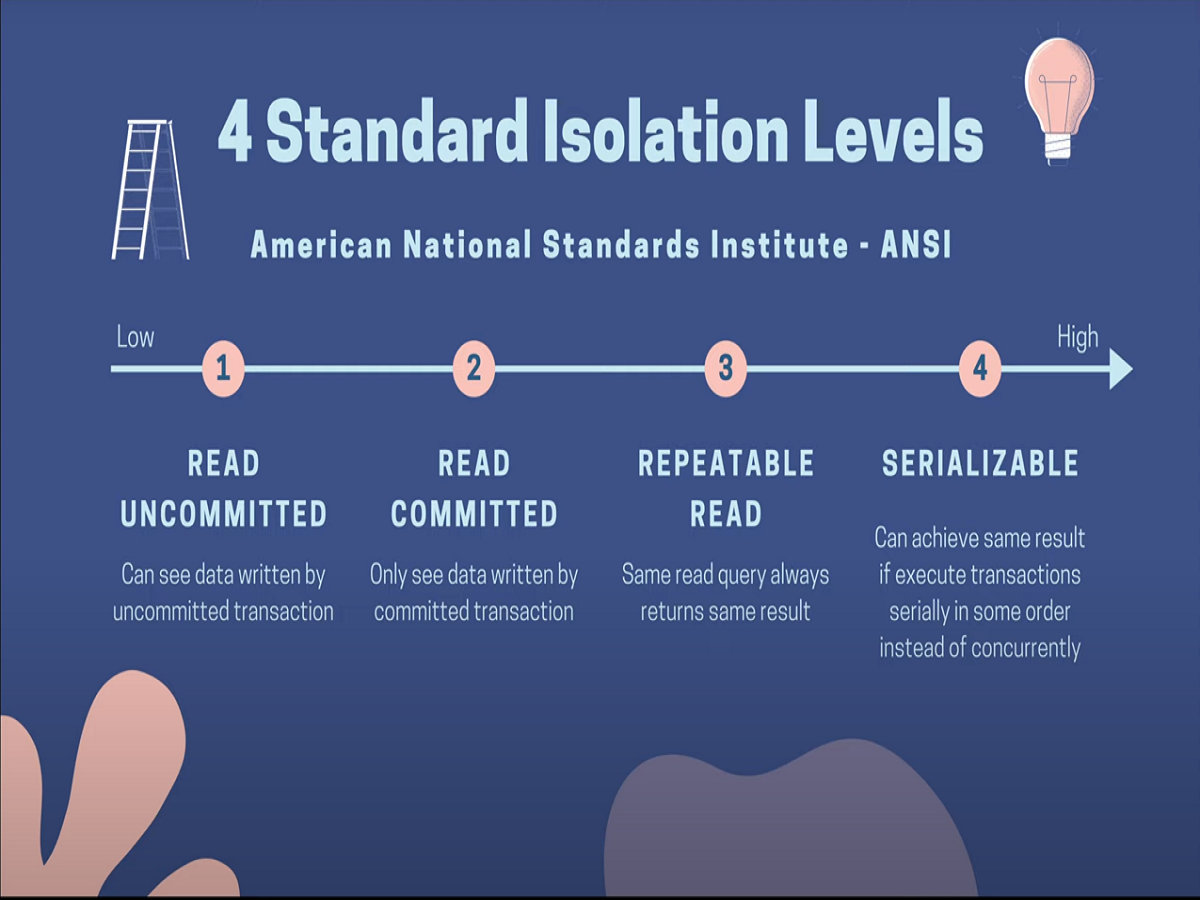 4 Standard Isolation Levels
American National Standards Institute - ANSI
Low
High
1
2
3
4
READ
UNCOMMITTED
Can see data written by
uncommitted transaction
READ
COMMITTED
Only see data written by
committed transaction
REPEATABLE
READ
Same read query always
returns same result
SERIALIZABLE
Can achieve same result
if execute transactions
serially in some order
instead of concurrently